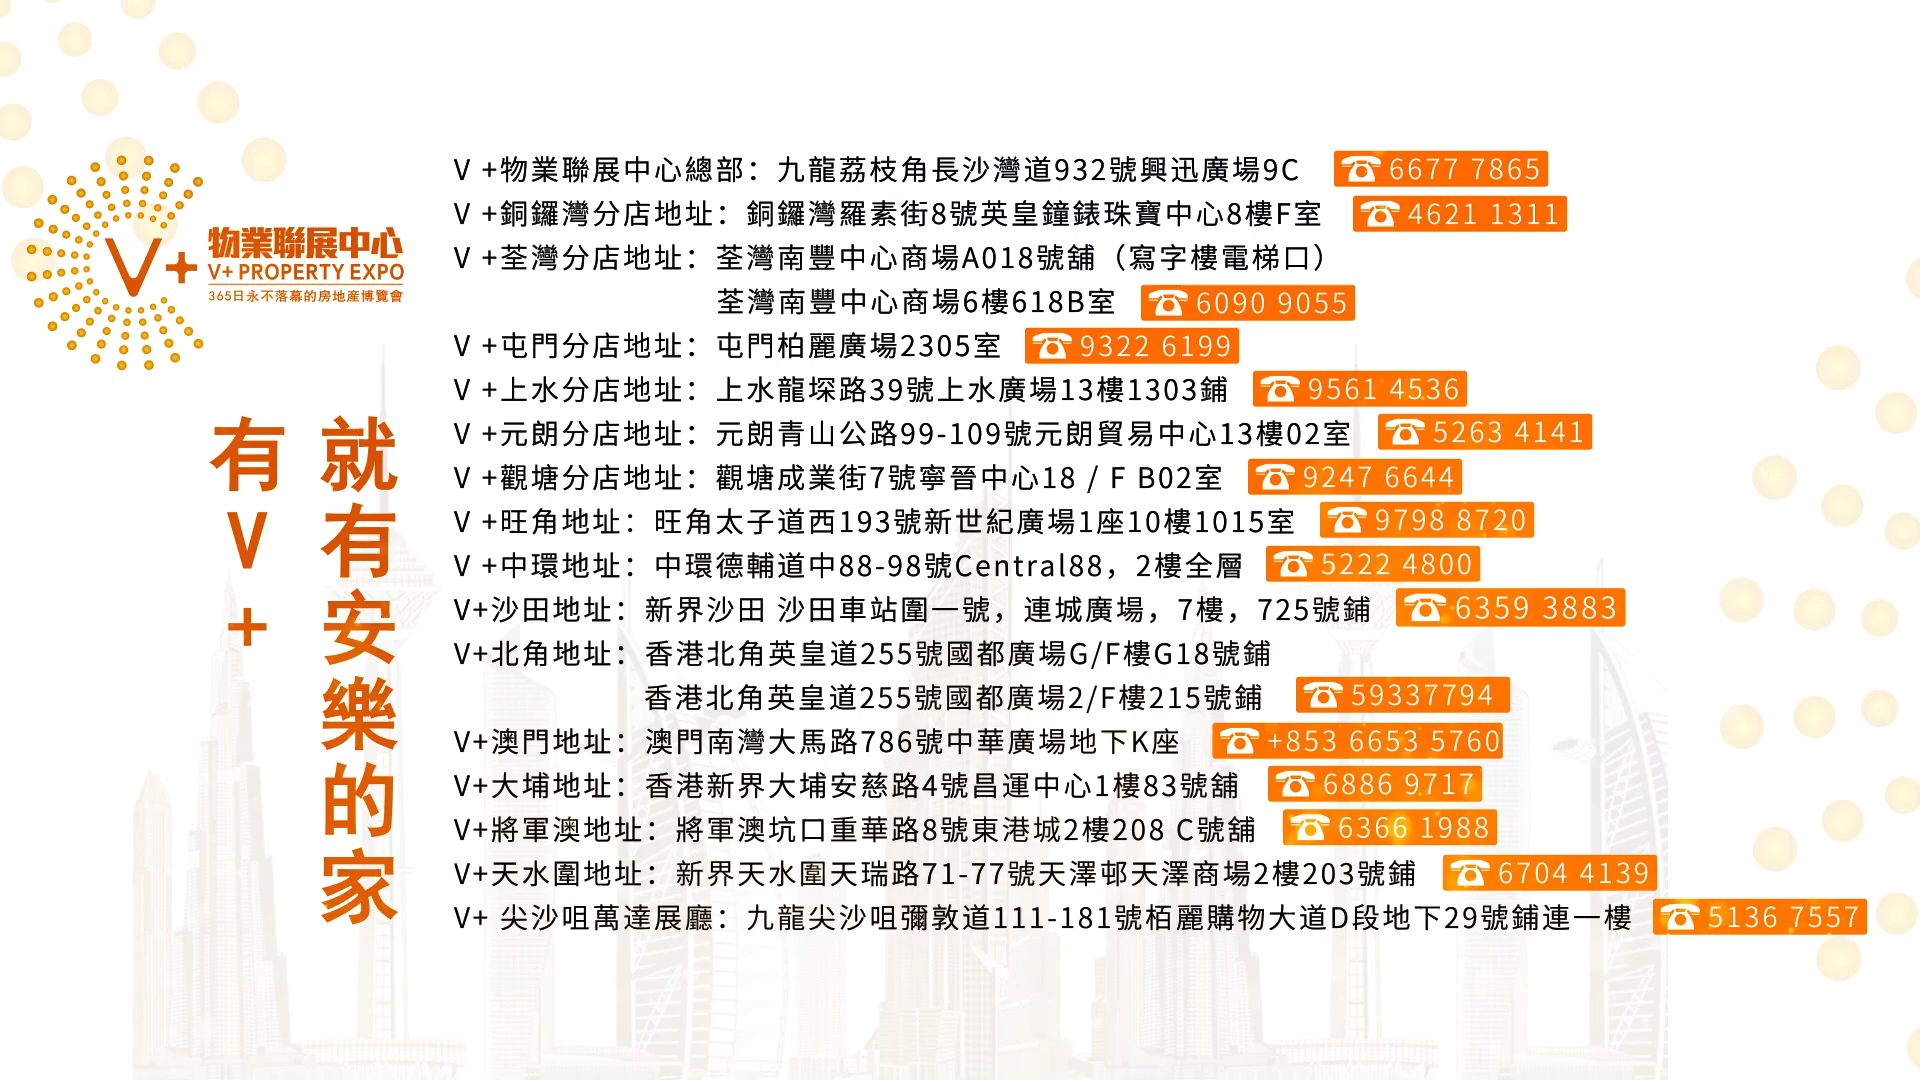 物業聯展中心
V+ PROPERTY EXPO
365日永不落幕的房地産博覽會
有V+
就有安樂的家
V +物業聯展中心總部：九龍荔枝角長沙灣道932號興迅廣場9C ☎ 6677 7865
V +銅鑼灣分店地址：銅鑼灣羅素街8號英皇鐘錶珠寶中心8樓F室 ☎ 4621 1311
V +荃灣分店地址：荃灣南豐中心商場A018號舖（寫字樓電梯口）
荃灣南豐中心商場6樓618B室 ☎ 6090 9055
V +屯門分店地址：屯門柏麗廣場2305室 ☎ 9322 6199
V +上水分店地址：上水龍堔路39號上水廣場13樓1303鋪 ☎ 9561 4536
V +元朗分店地址：元朗青山公路99-109號元朗貿易中心13樓02室 ☎ 5263 4141
V +觀塘分店地址：觀塘成業街7號寧晉中心18 / F B02室 ☎ 9247 6644
V +旺角地址：旺角太子道西193號新世紀廣場1座10樓1015室 ☎ 9798 8720
V +中環地址：中環德輔道中88-98號Central88，2樓全層 ☎ 5222 4800
V+沙田地址：新界沙田 沙田車站圍一號，連城廣場，7樓，725號鋪 ☎ 6359 3883
V+北角地址：香港北角英皇道255號國都廣場G/F樓G18號鋪
香港北角英皇道255號國都廣場2/F樓215號鋪 ☎ 59337794
V+澳門地址：澳門南灣大馬路786號中華廣場地下K座 ☎ +853 6653 5760
V+大埔地址：香港新界大埔安慈路4號昌運中心1樓83號舖 ☎ 6886 9717
V+將軍澳地址：將軍澳坑口重華路8號東港城2樓208 C號舖 ☎ 6366 1988
V+天水圍地址：新界天水圍天瑞路71-77號天澤邨天澤商場2樓203號鋪 ☎ 6704 4139
V+ 尖沙咀萬達展廳：九龍尖沙咀彌敦道111-181號栢麗購物大道D段地下29號鋪連一樓 ☎ 5136 7557